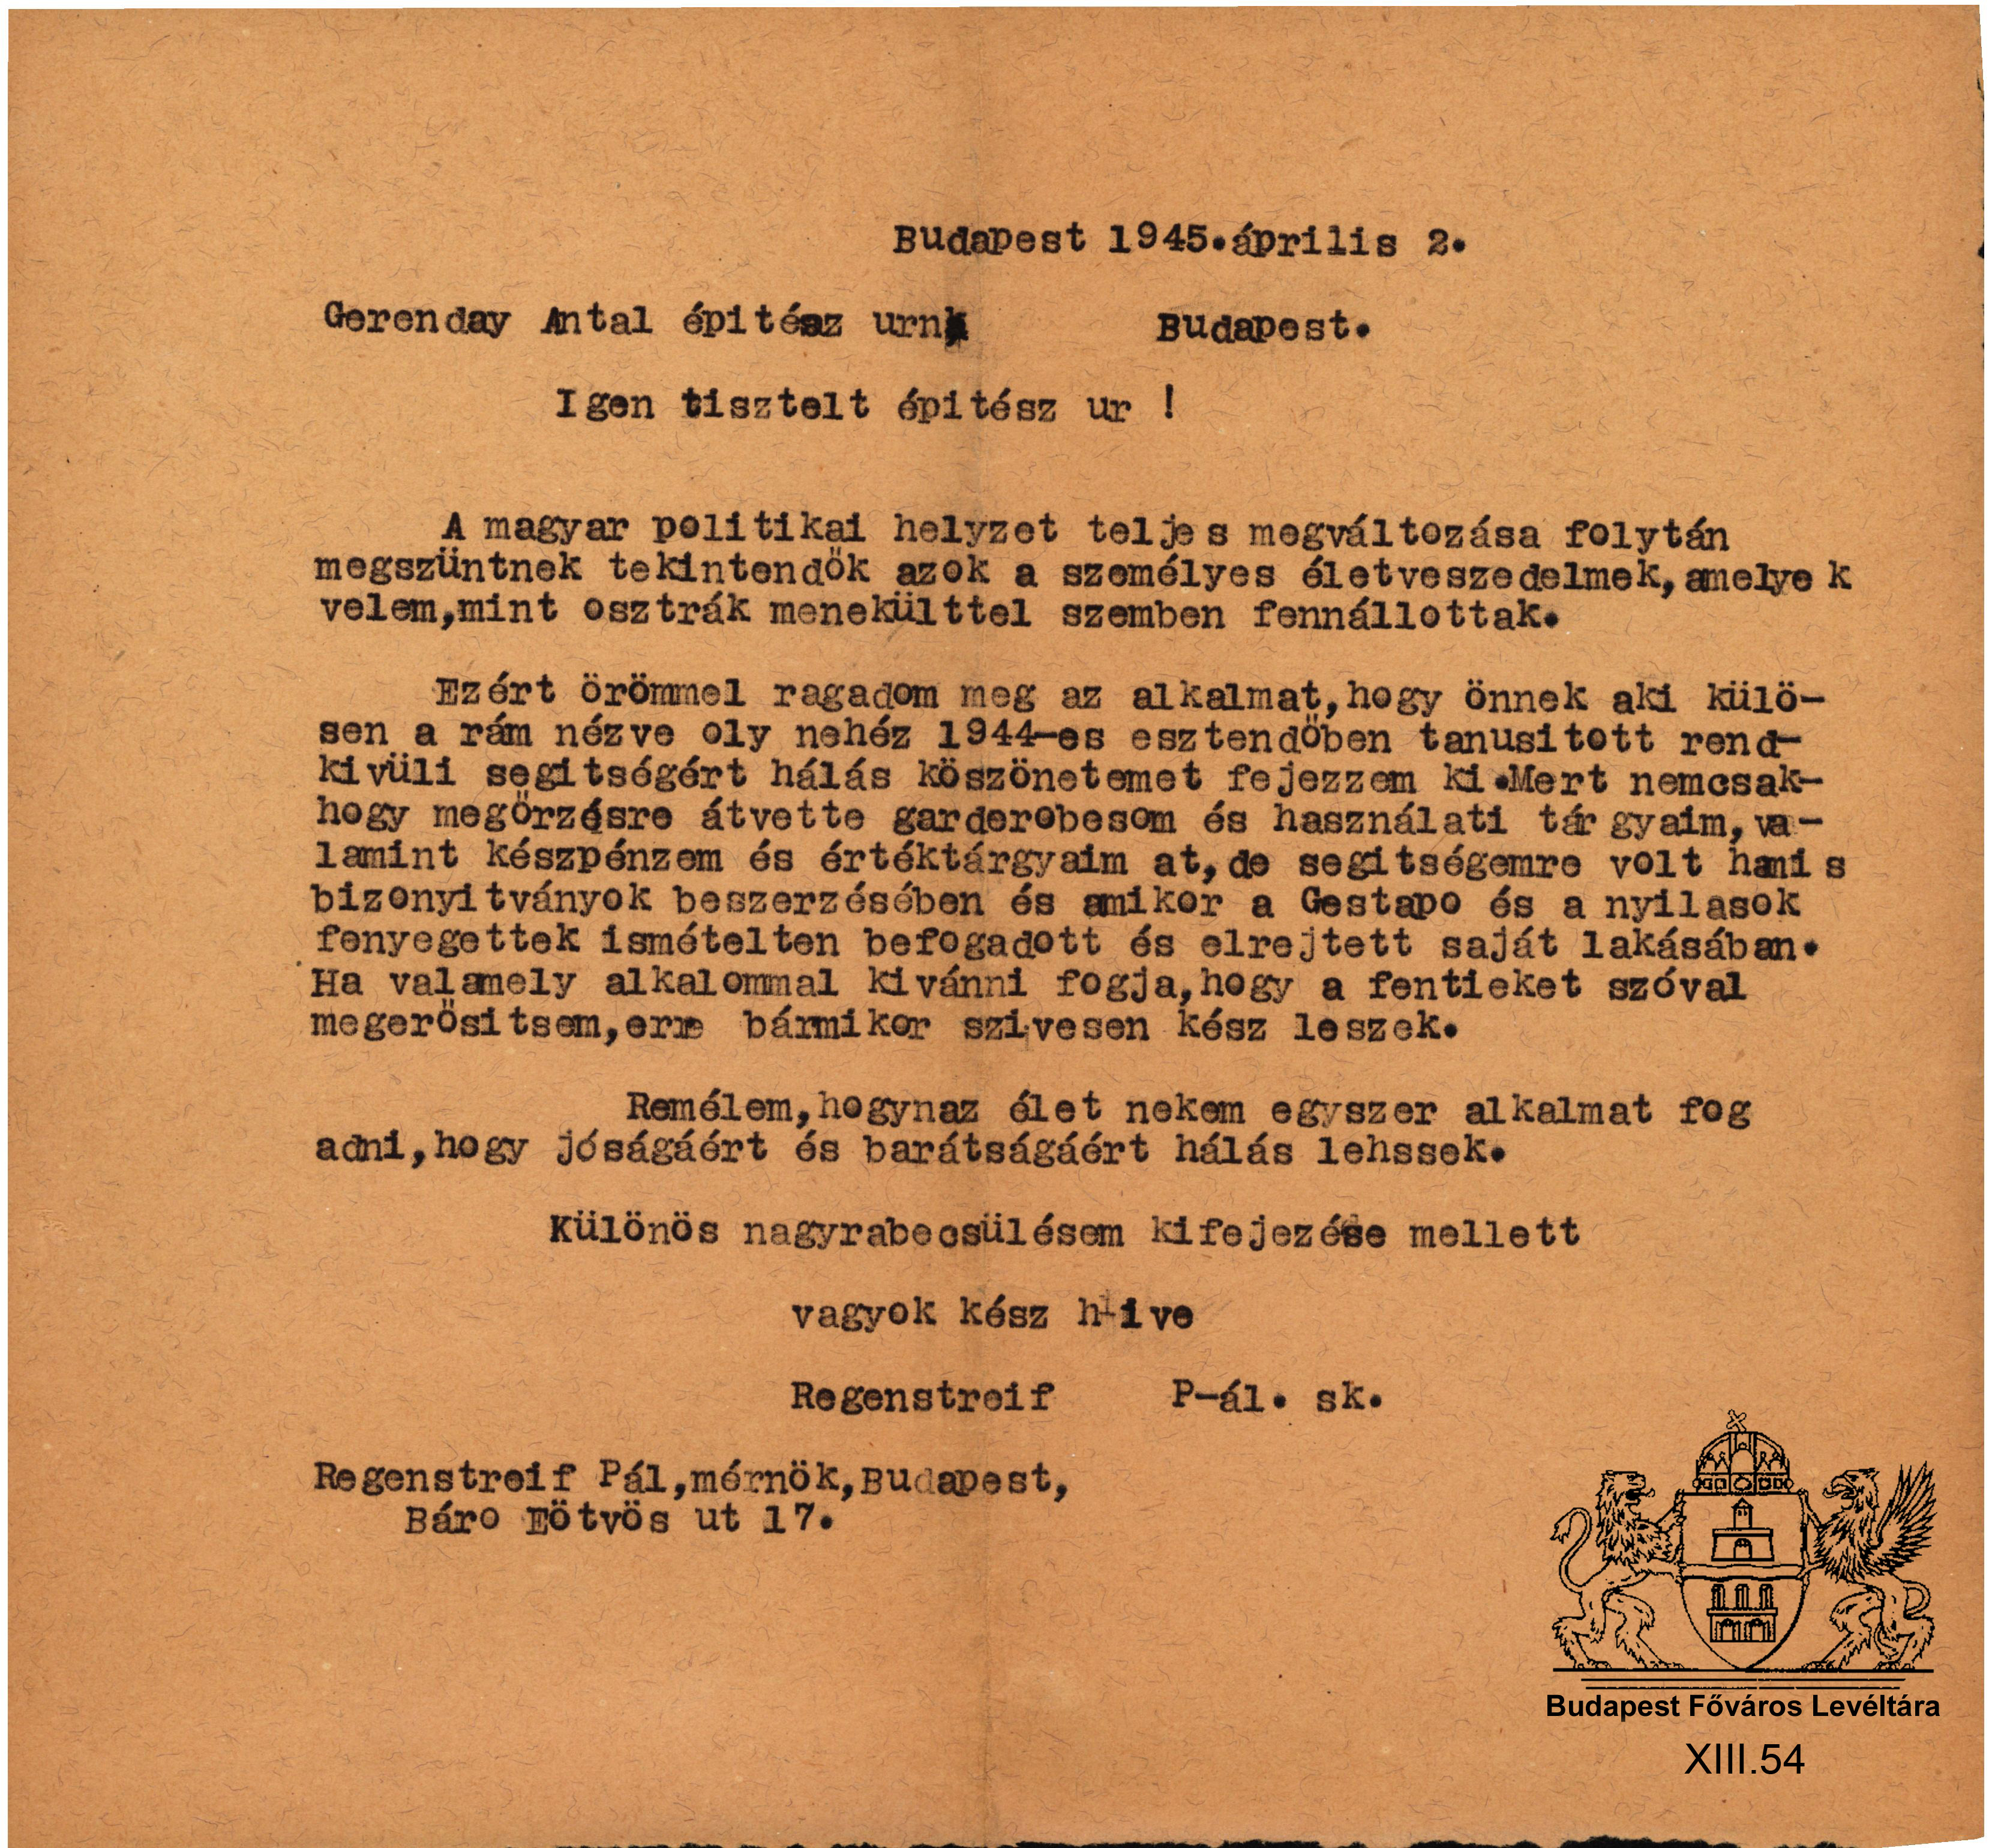 Budapest 1945.április 2.
Gerenday Antal épitész urnk Budapest.
Igen tisztelt épitész ur !
A magyar politikai helyzet teljes megváltozása folytán
megszüntnek tekintendök azok a személyes életveszedelmek,amelyek
velem,mint osztrák menekülttel szemben fennállottak.
Ezért örömmel ragadom meg az alkalmat,hogy önnek aki külö-
sen a rám nézve oly nehéz 1944-es esztendöben tanusitott rend-
kivüli segitségért hálás köszönetemet fejezzem ki.Mert nemcsak-
hogy megörzésre átvette garderobesom és használati tárgyaim,va-
lamint készpénzem és értéktárgyaim at,de segitségemre volt hamis
bizonyitványok beszerzésében és amikor a Gestapo és a nyilasok
fenyegettek ismételten befogadott és elrejtett saját lakásában.
Ha valamely alkalommal kivánni fogja,hogy a fentieket szóval
megerösitsem,erre bármikor szivesen kész leszek.
Remélem,hogynaz élet nekem egyszer alkalmat fog
adni,hogy jóságáért és barátságáért hálás lehssek.
Különös nagyrabecsülésem kifejezése mellett
vagyok kész hive
Regenstreif P-ál. sk.
Regenstreif Pál,mérnök,Budapest,
Báro Eötvös ut 17.
Budapest Főváros Levéltára
XIII.54